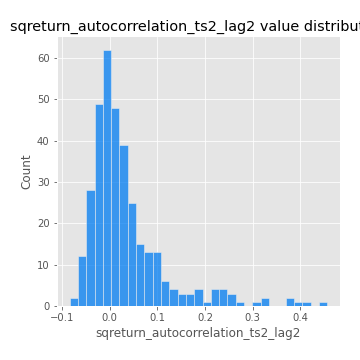 sqreturn_autocorrelation_ts2_lag2 value distribut
60
50
40
30
20
10
0
Count
−0.1 0.0 0.1 0.2 0.3 0.4
sqreturn_autocorrelation_ts2_lag2